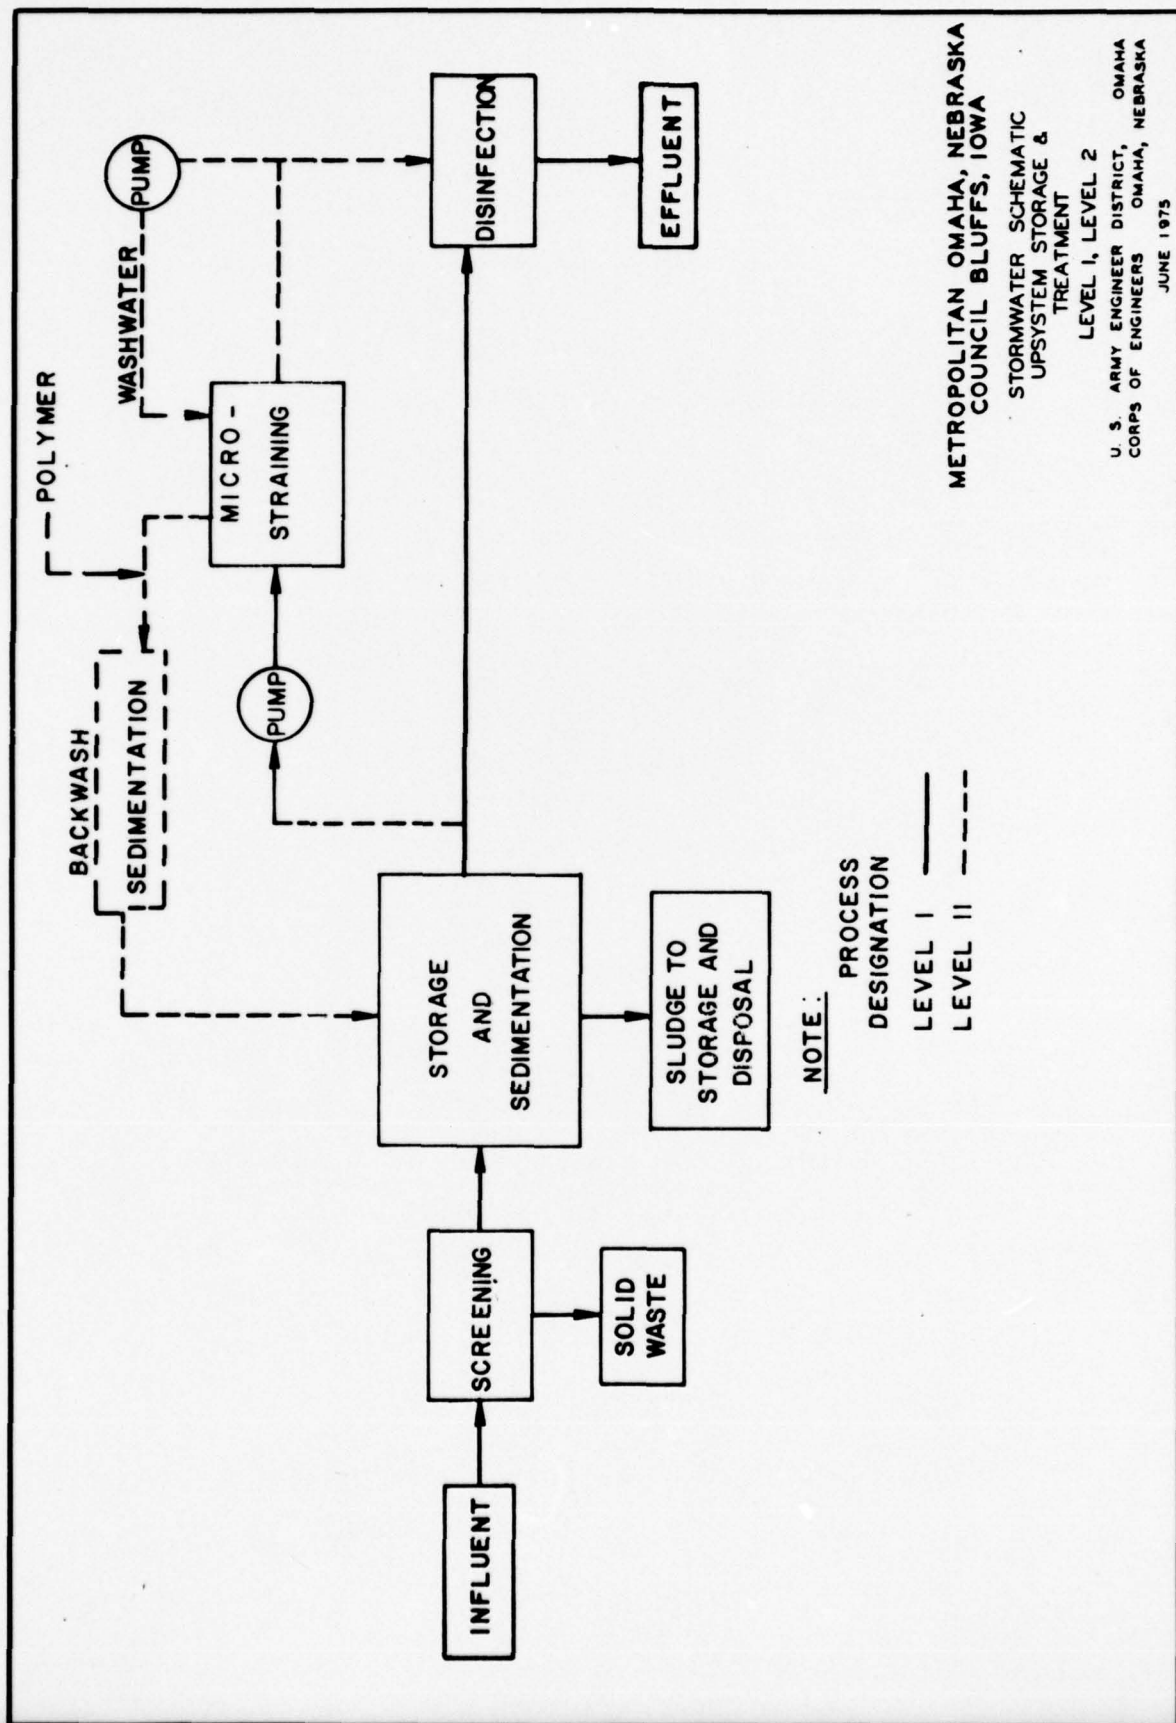 POLYMER
WASHWATER
PUMP
BACKWASH
SEDIMENTATION
MICRO-
STRAINING
PUMP
INFLUENT
SCREENING
STORAGE
AND
SEDIMENTATION
DISINFECTION
SOLID
WASTE
SLUDGE TO
STORAGE AND
DISPOSAL
EFFLUENT
NOTE:
PROCESS
DESIGNATION
LEVEL I
LEVEL II
METROPOLITAN OMAHA, NEBRASKA
COUNCIL BLUFFS, IOWA
STORMWATER SCHEMATIC
UPSYSTEM STORAGE &
TREATMENT
LEVEL 1, LEVEL 2
U. S. ARMY ENGINEER DISTRICT, OMAHA
CORPS OF ENGINEERS OMAHA, NEBRASKA
JUNE 1975